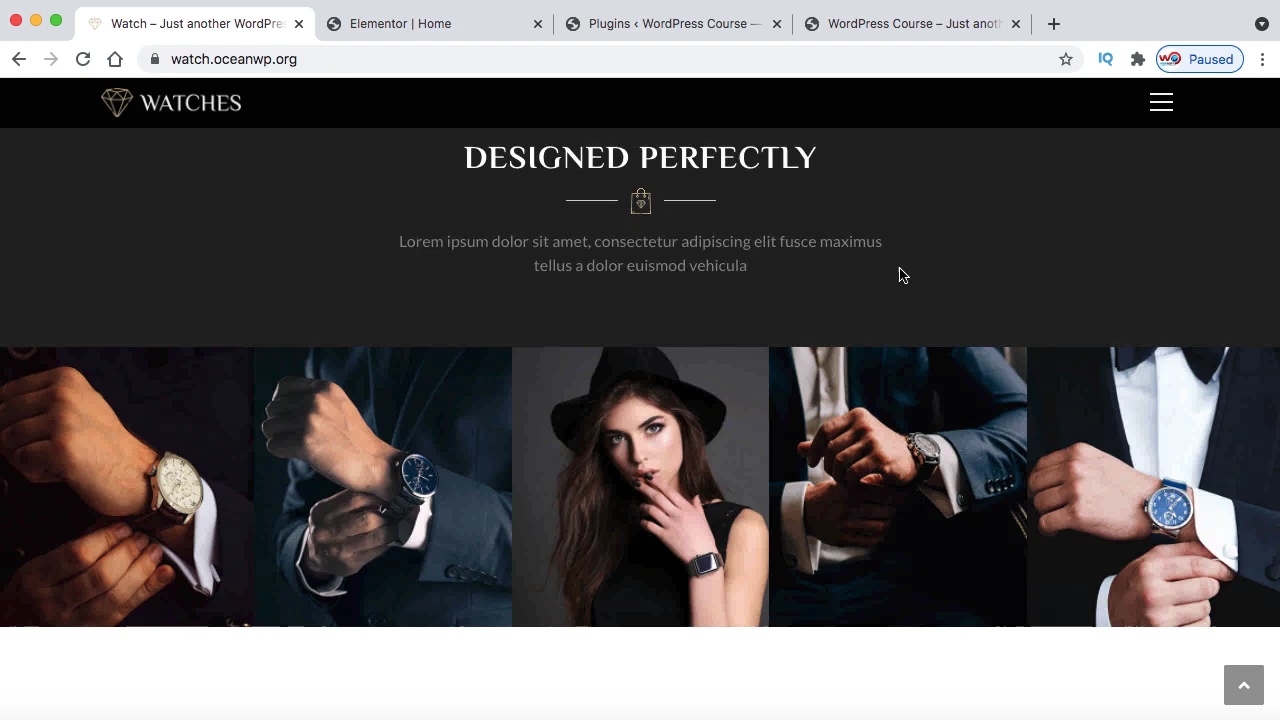 Watch – Just another WordPre
Elementor | Home
Plugins ‹ WordPress Course —
WordPress Course – Just anoth
watch.oceanwp.org
IQ
Paused
WATCHES
DESIGNED PERFECTLY
Lorem ipsum dolor sit amet, consectetur adipiscing elit fusce maximus
tellus a dolor euismod vehicula